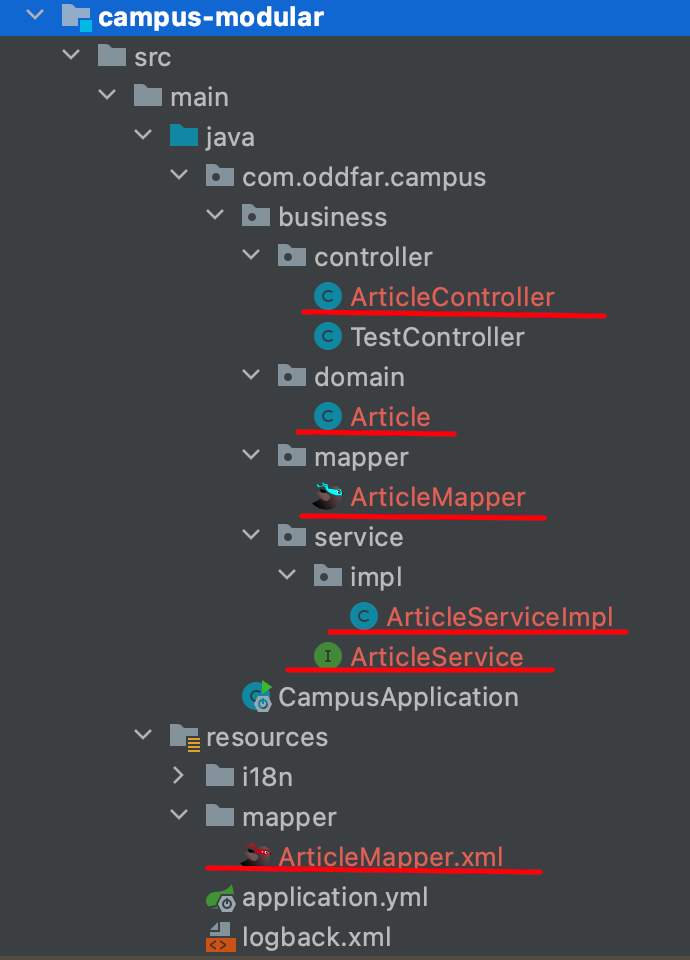 campus-modular
src
main
java
com.oddfar.campus
business
controller
C ArticleController
C TestController
domain
C Article
mapper
ArticleMapper
service
impl
C ArticleServiceImpl
I ArticleService
CampusApplication
resources
i18n
mapper
ArticleMapper.xml
application.yml
logback.xml